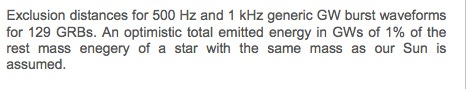 Exclusion distances for 500 Hz and 1 kHz generic GW burst waveforms
for 129 GRBs. An optimistic total emitted energy in GWs of 1% of the
rest mass enegery of a star with the same mass as our Sun is
assumed.